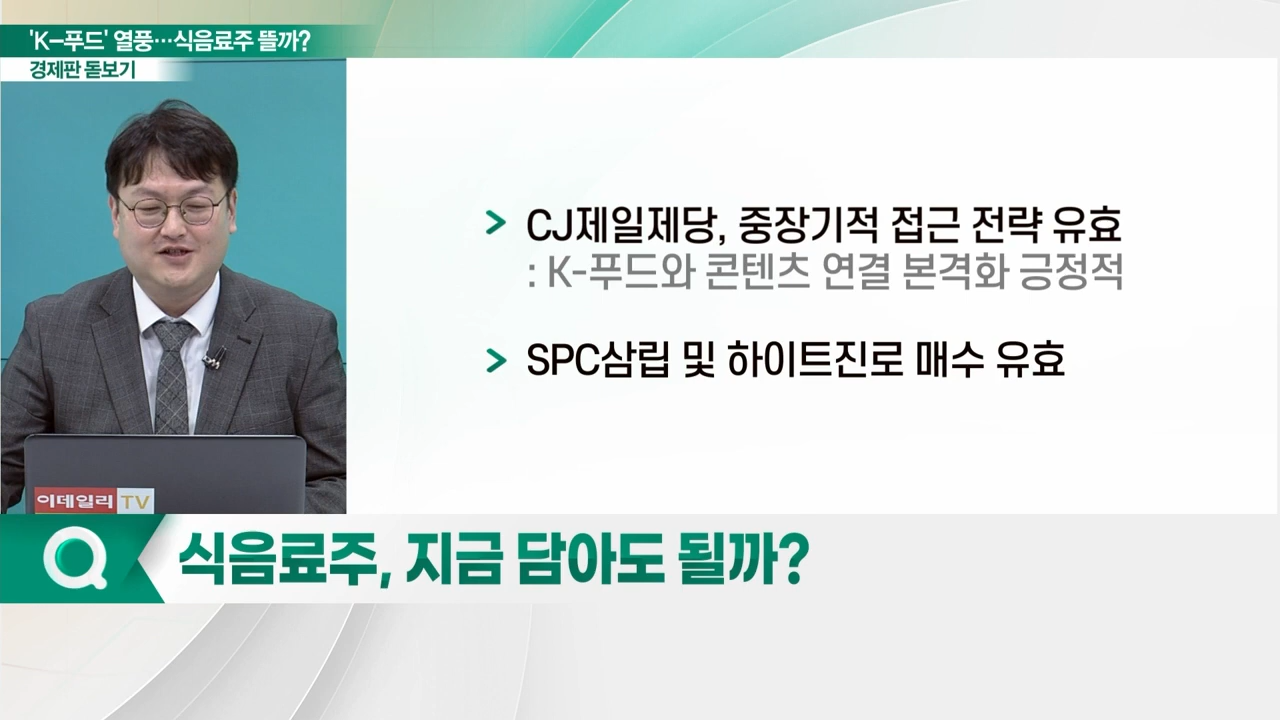 'K-푸드' 열풍…식음료주 뜰까?
경제판 돋보기
> CJ제일제당, 중장기적 접근 전략 유효
: K-푸드와 콘텐츠 연결 본격화 긍정적
> SPC삼립 및 하이트진로 매수 유효
이데일리 TV
Q 식음료주, 지금 담아도 될까?